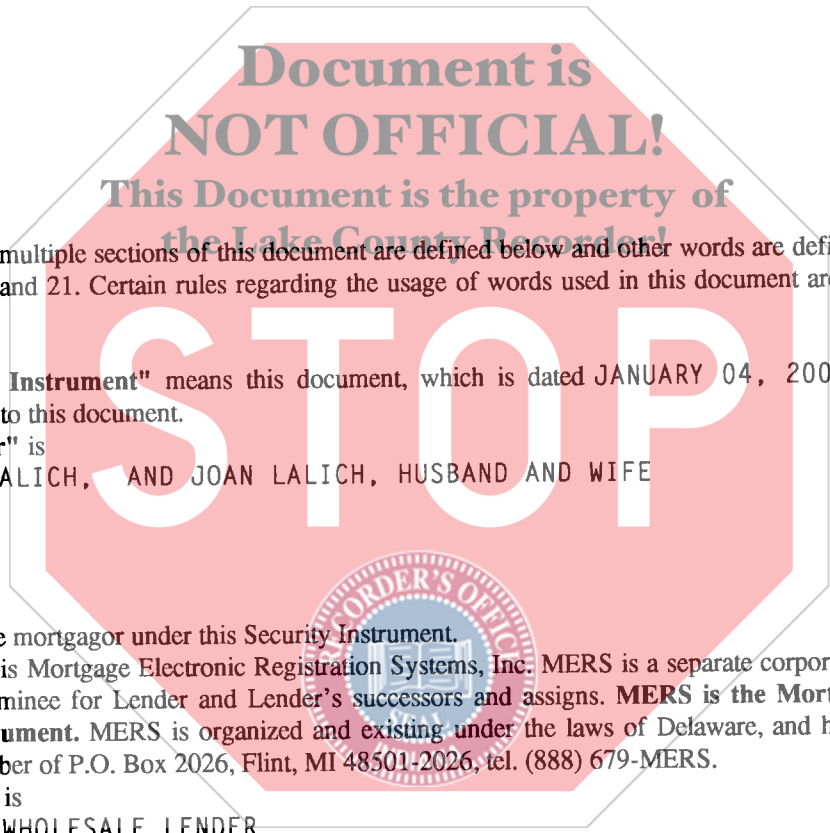 Document is
NOT OFFICIAL!
This Document is the property of
the Lake County Recorder!
multiple sections of this document are defined below and other words are defi
and 21. Certain rules regarding the usage of words used in this document are
Instrument" means this document, which is dated JANUARY 04, 200
to this document.
r" is
ALICH, AND JOAN LALICH, HUSBAND AND WIFE
STOP
e mortgagor under this Security Instrument.
is Mortgage Electronic Registration Systems, Inc. MERS is a separate corpor
minee for Lender and Lender's successors and assigns. MERS is the Mort
ument. MERS is organized and existing under the laws of Delaware, and h
ber of P.O. Box 2026, Flint, MI 48501-2026, tel. (888) 679-MERS.
is
WHOLESALE LENDER
RECORDER'S OFFICE
SEAL